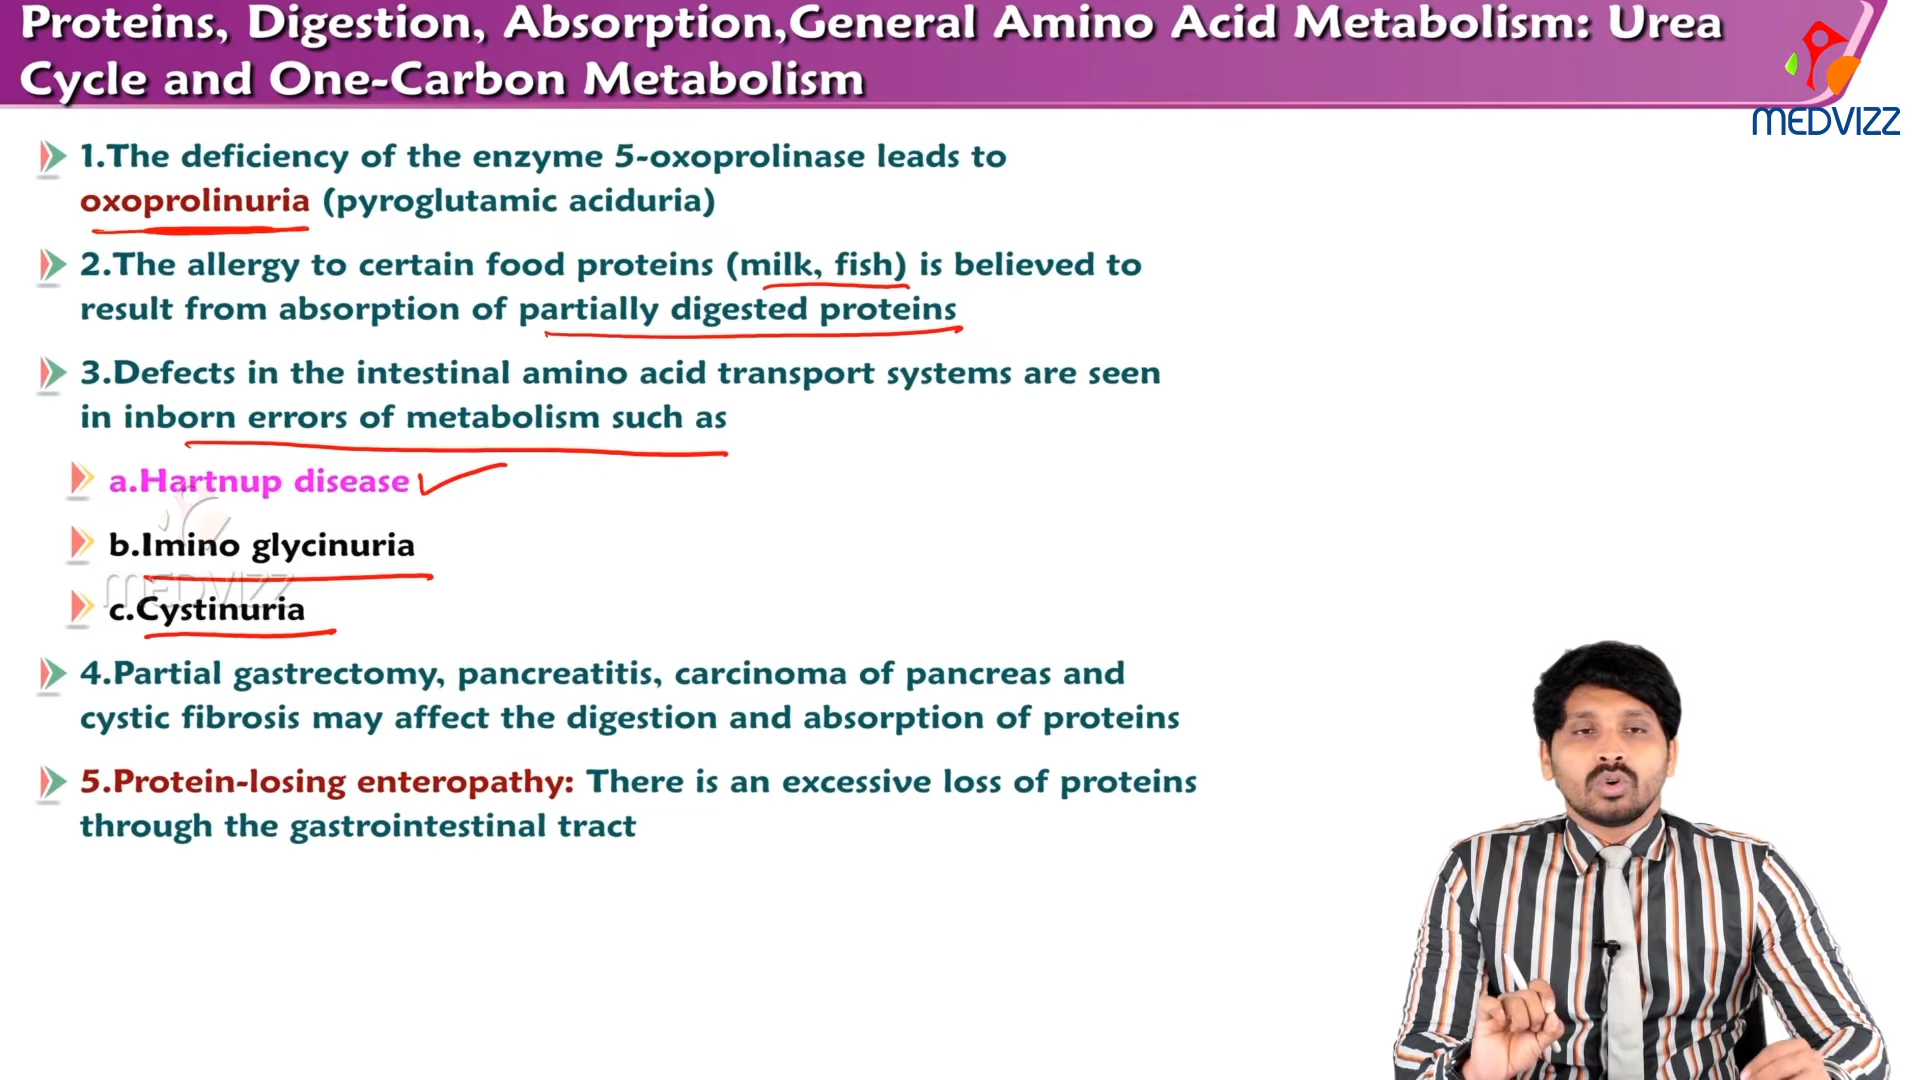 Proteins, Digestion, Absorption,General Amino Acid Metabolism: Urea
Cycle and One-Carbon Metabolism
MEDVIZZ
1.The deficiency of the enzyme 5-oxoprolinase leads to
oxoprolinuria (pyroglutamic aciduria)
2.The allergy to certain food proteins (milk, fish) is believed to
result from absorption of partially digested proteins
3.Defects in the intestinal amino acid transport systems are seen
in inborn errors of metabolism such as
a.Hartnup disease
b.Imino glycinuria
MEDVIZZ
c.Cystinuria
4.Partial gastrectomy, pancreatitis, carcinoma of pancreas and
cystic fibrosis may affect the digestion and absorption of proteins
5.Protein-losing enteropathy: There is an excessive loss of proteins
through the gastrointestinal tract